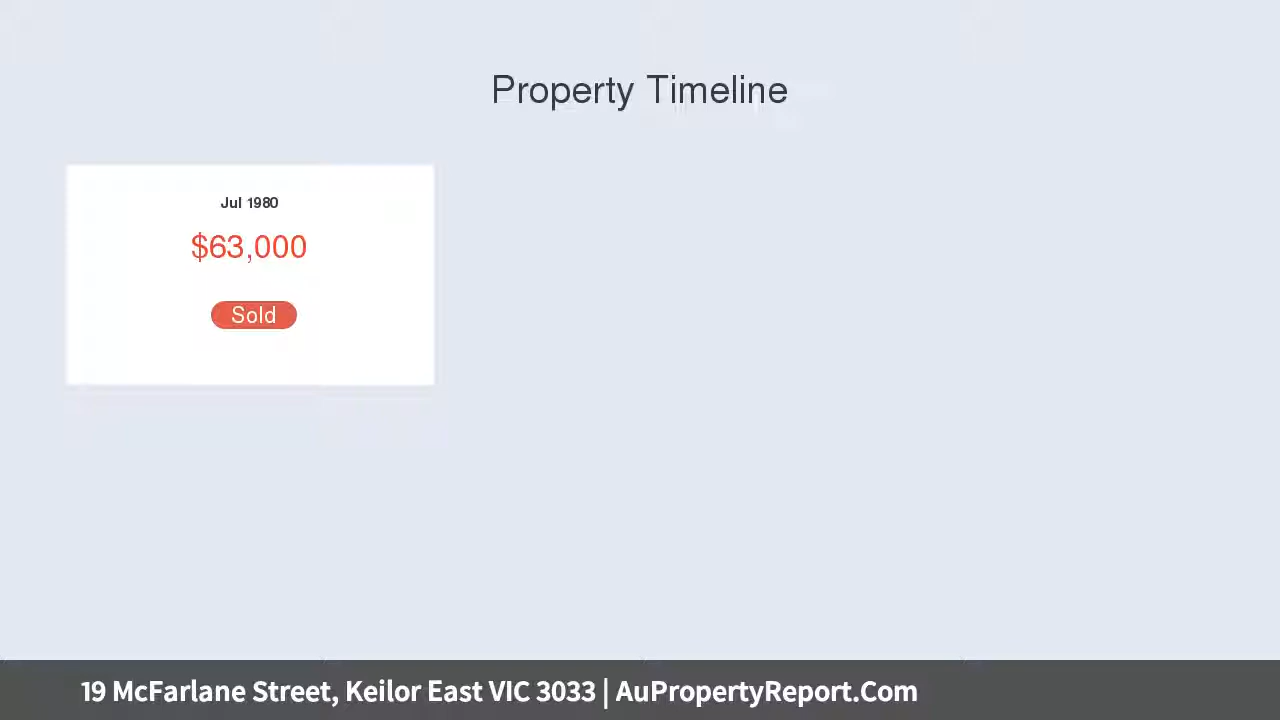 Property Timeline
Jul 1980
$63,000
Sold
19 McFarlane Street, Keilor East VIC 3033 | AuPropertyReport.Com